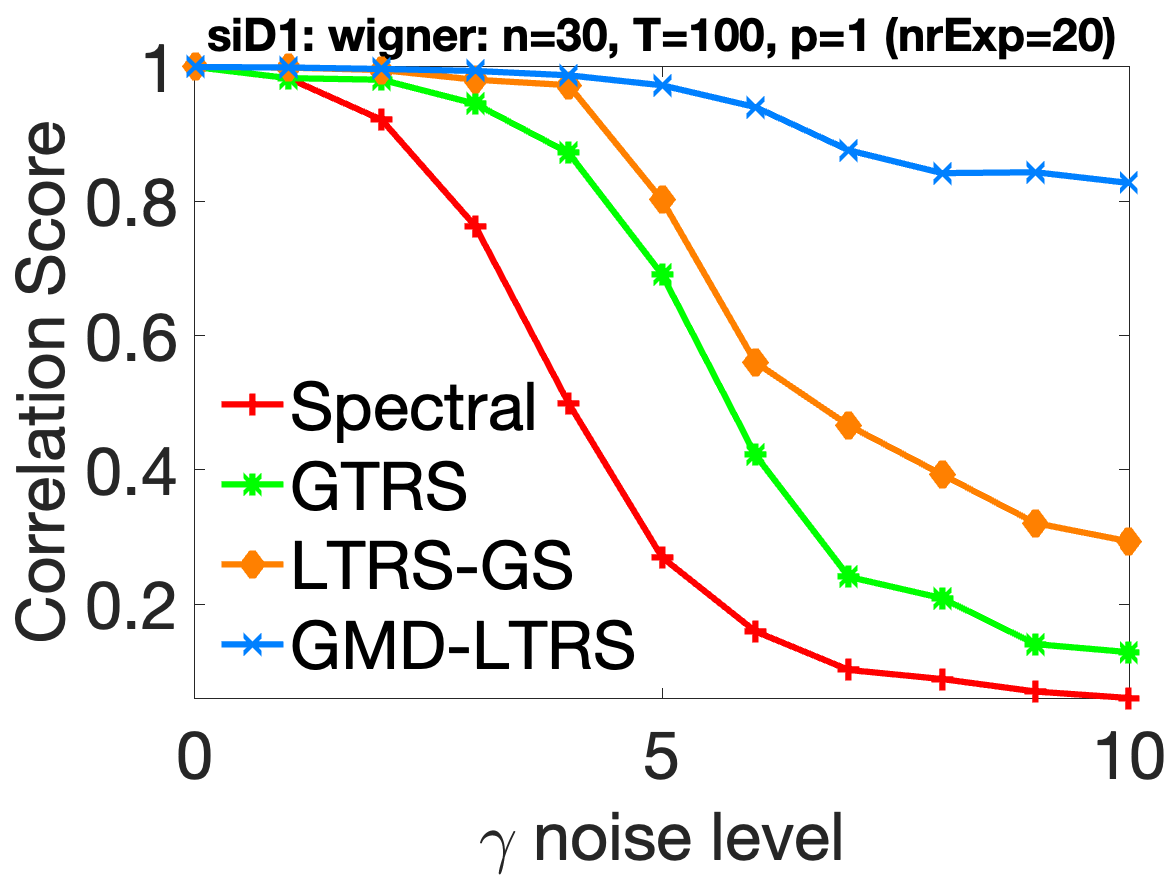 siD1: wigner: n=30, T=100, p=1 (nrExp=20)
1
0.8
0.6
0.4
0.2
Correlation Score
Spectral
GTRS
LTRS-GS
GMD-LTRS
0 5 10
γ noise level